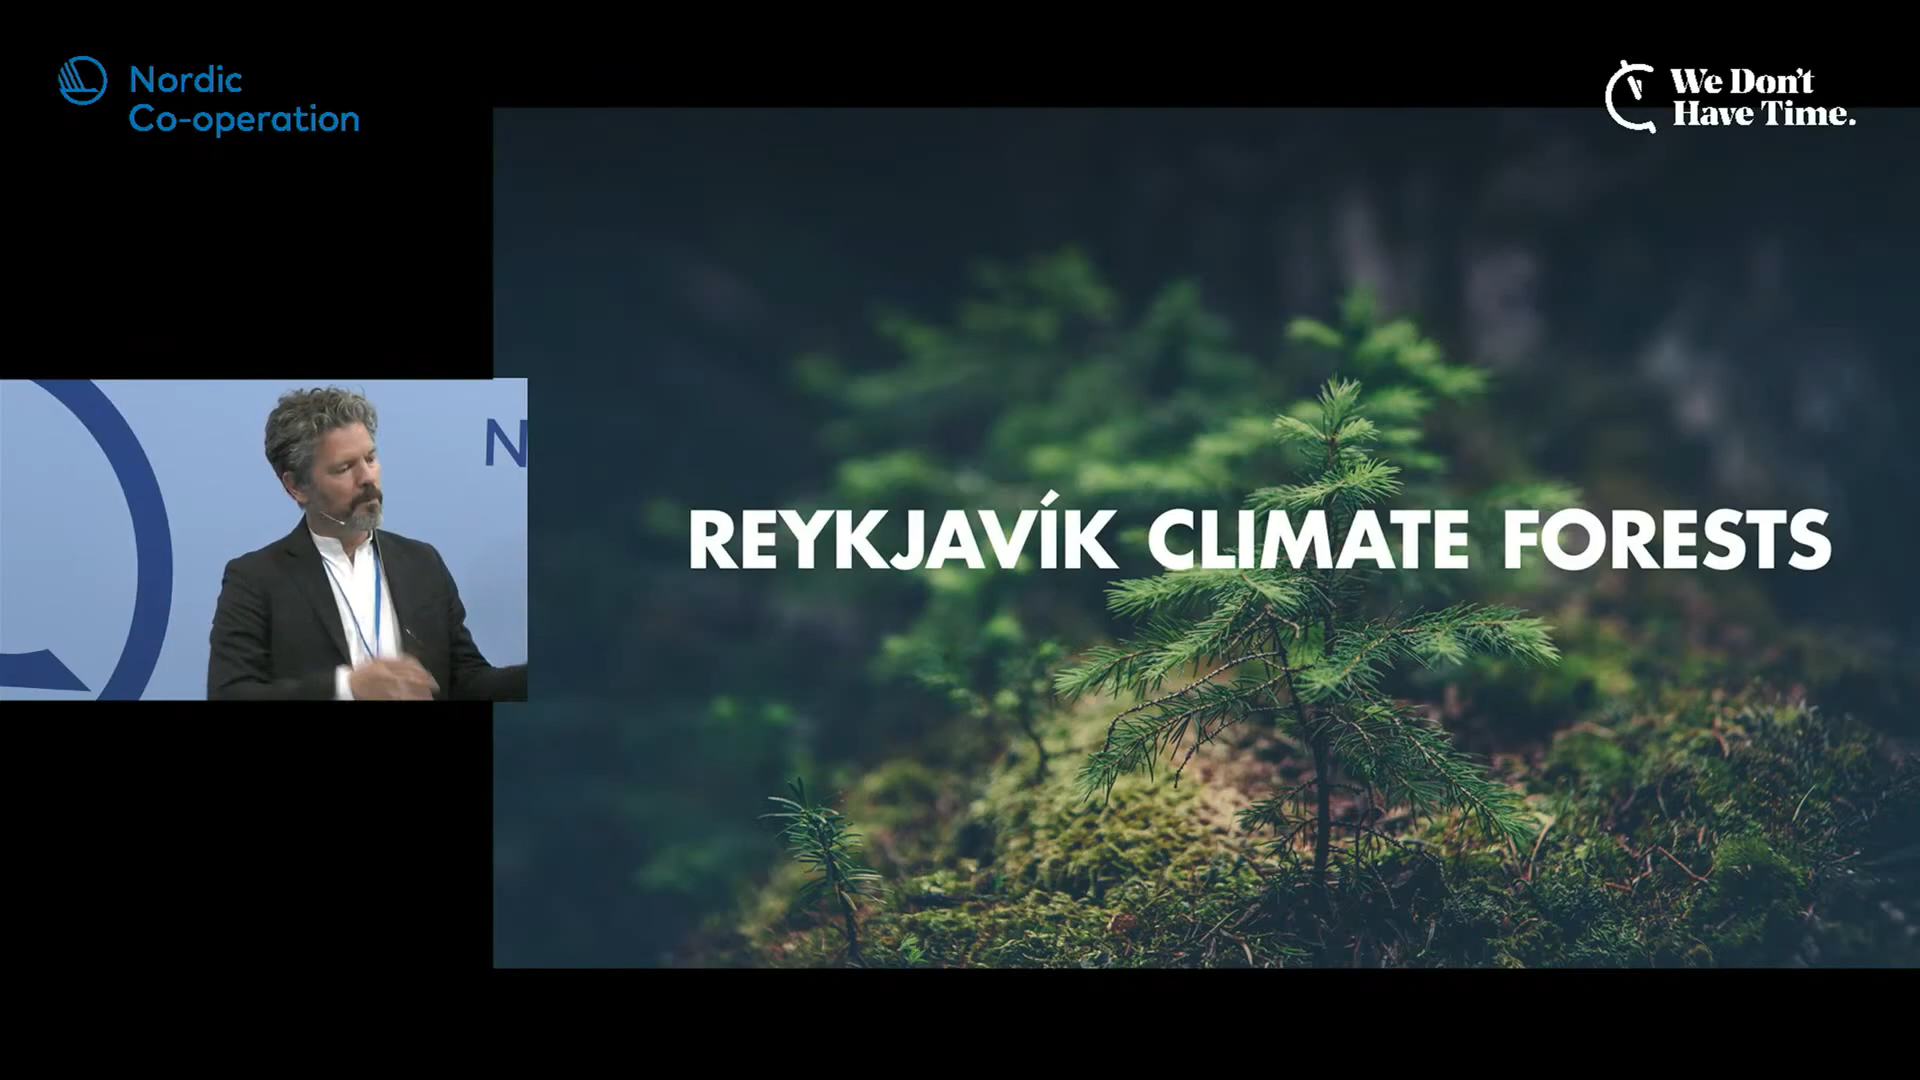 Nordic
Co-operation
We Don't
Have Time.
N
REYKJAVÍK CLIMATE FORESTS